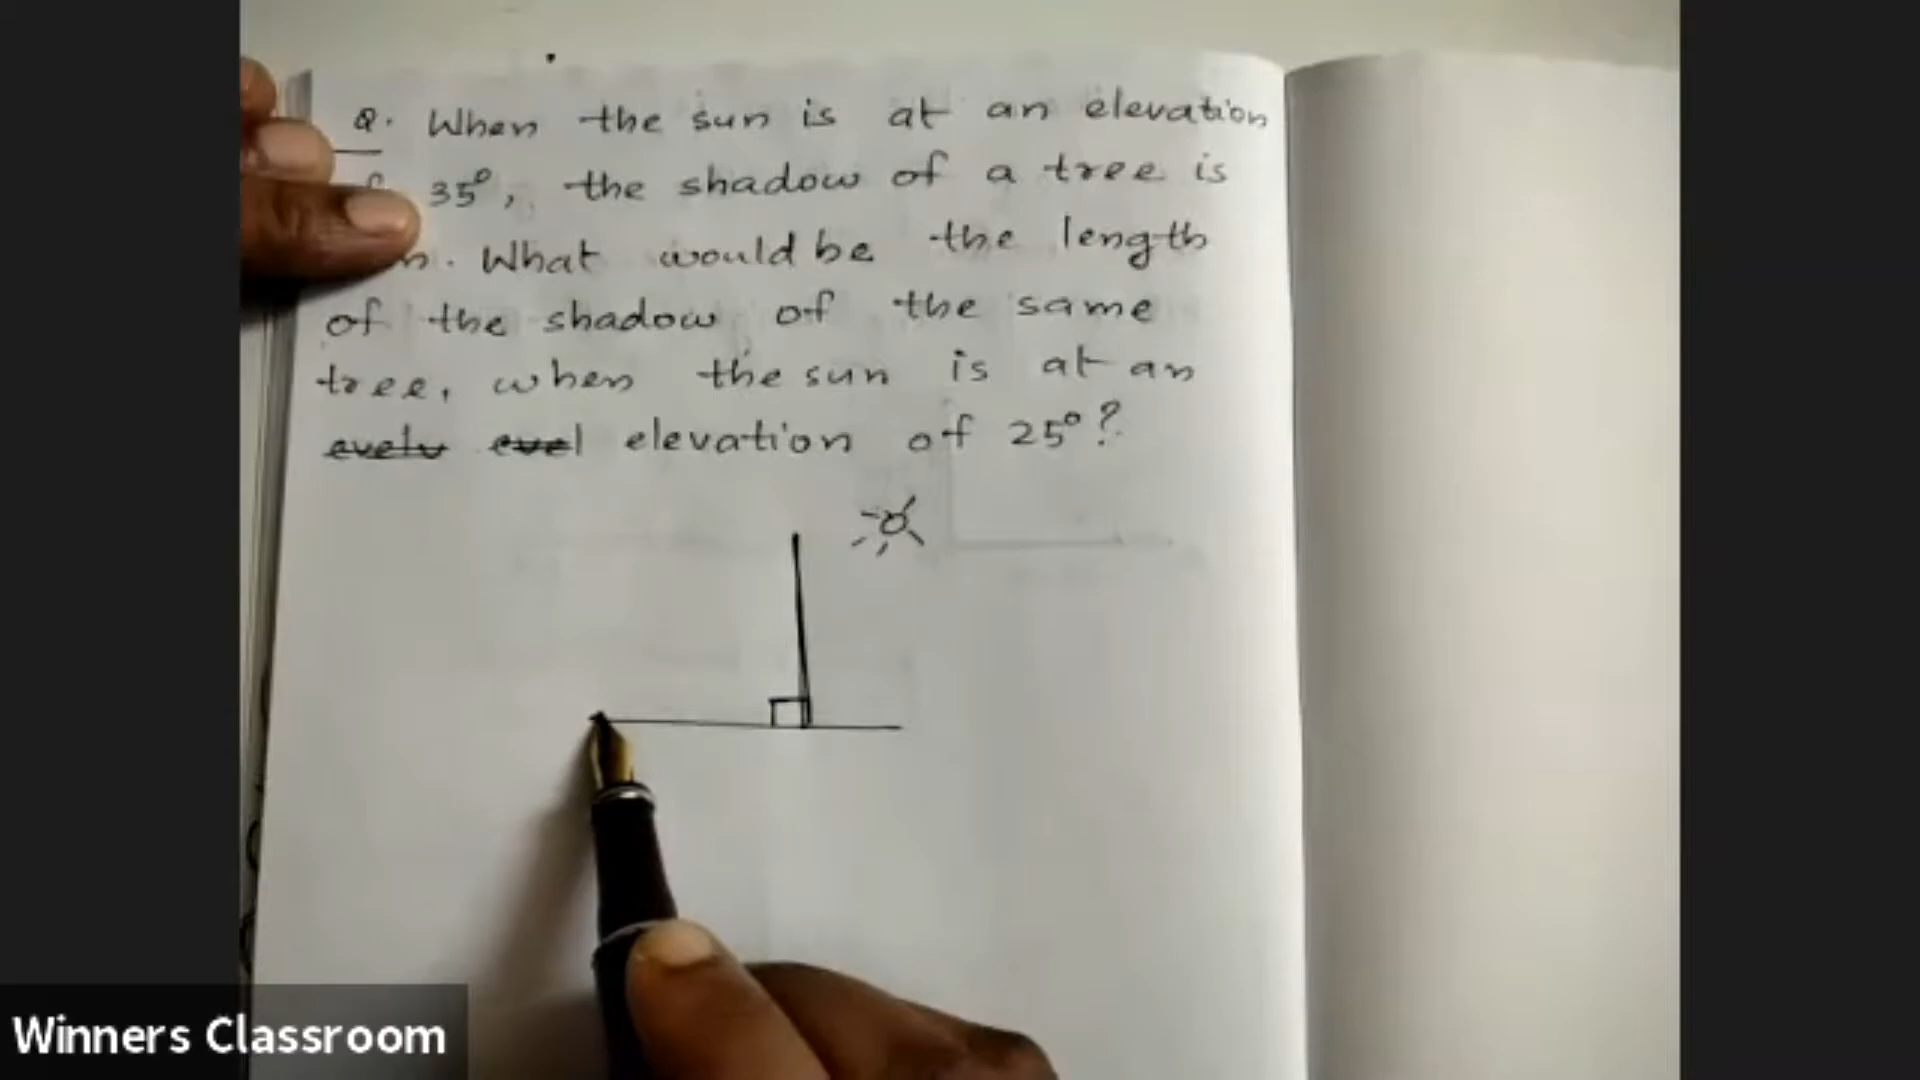 Q. When the sun is at an elevation
35°, the shadow of a tree is
What would be the length
of the shadow of the same
tree, when the sun is at an
elevation of 25°?
Winners Classroom